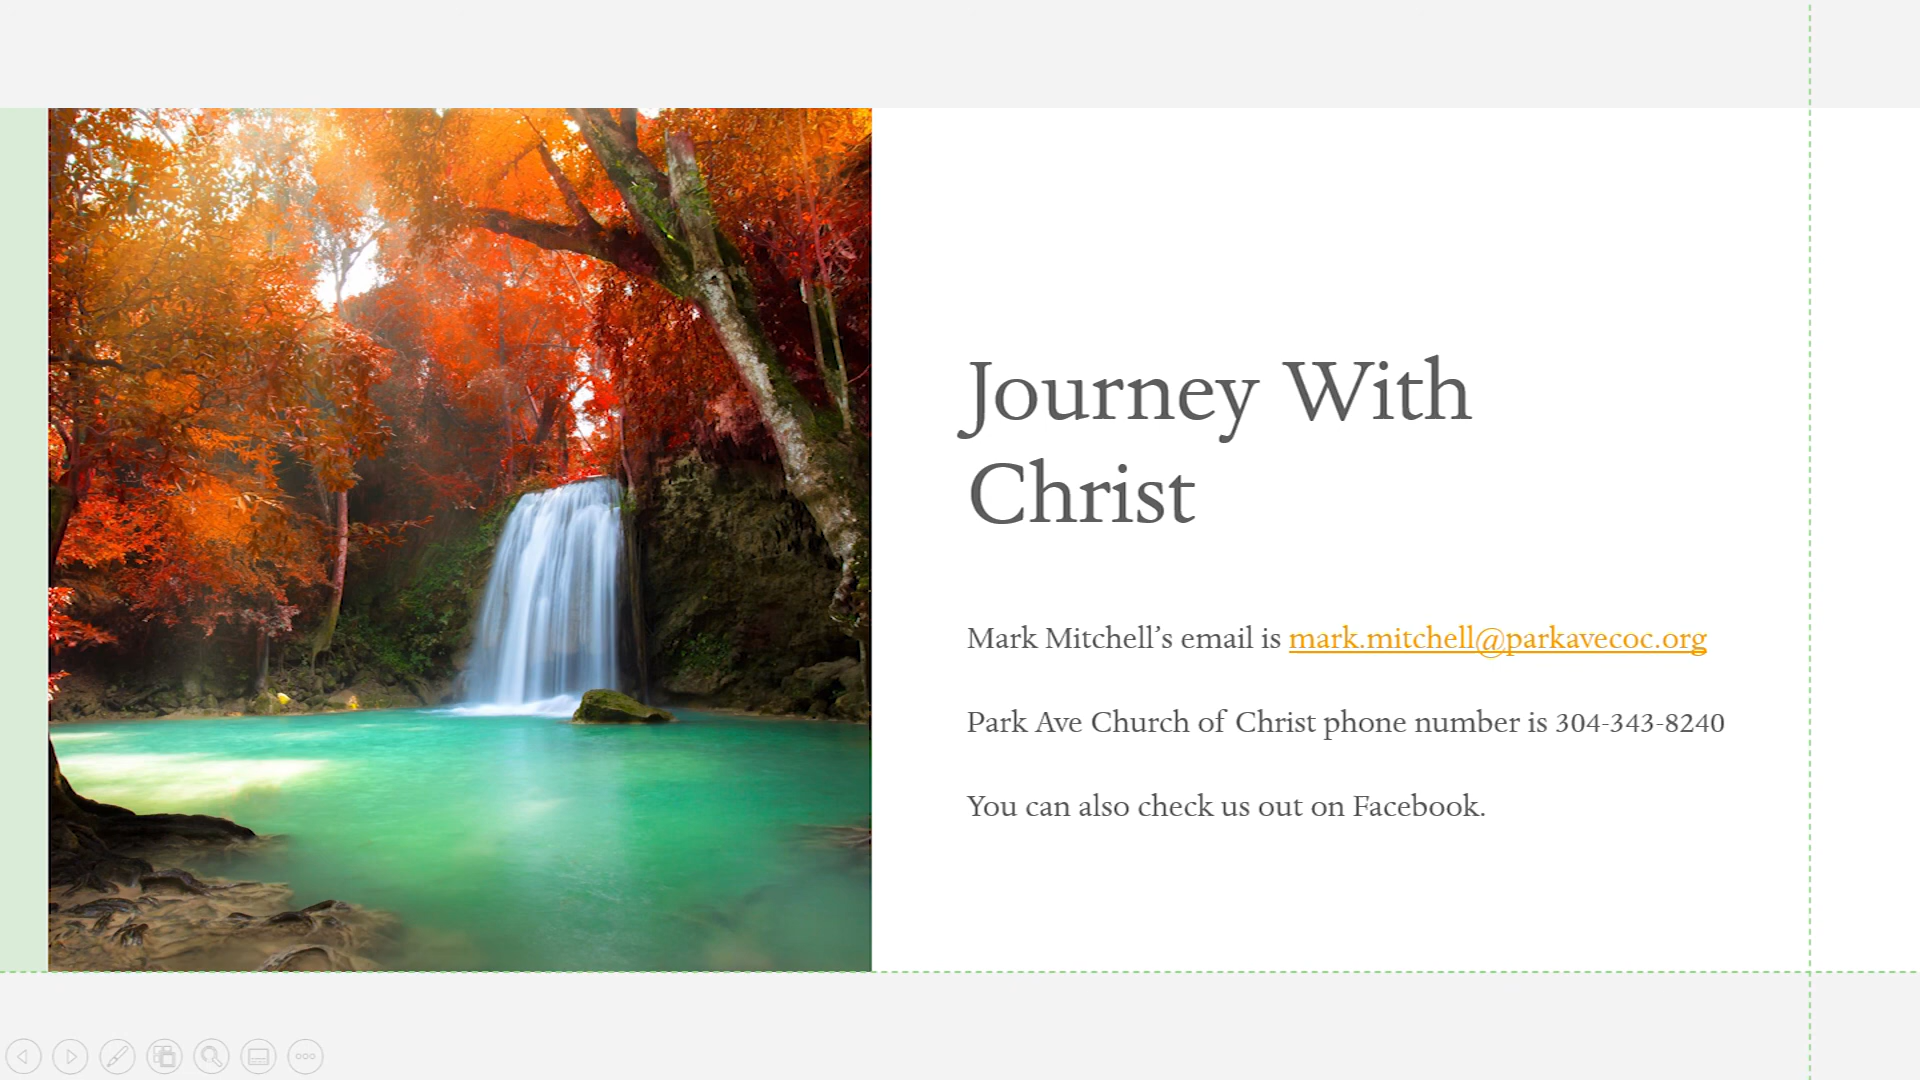 Journey With
Christ
Mark Mitchell’s email is mark.mitchell@parkavecoc.org
Park Ave Church of Christ phone number is 304-343-8240
You can also check us out on Facebook.